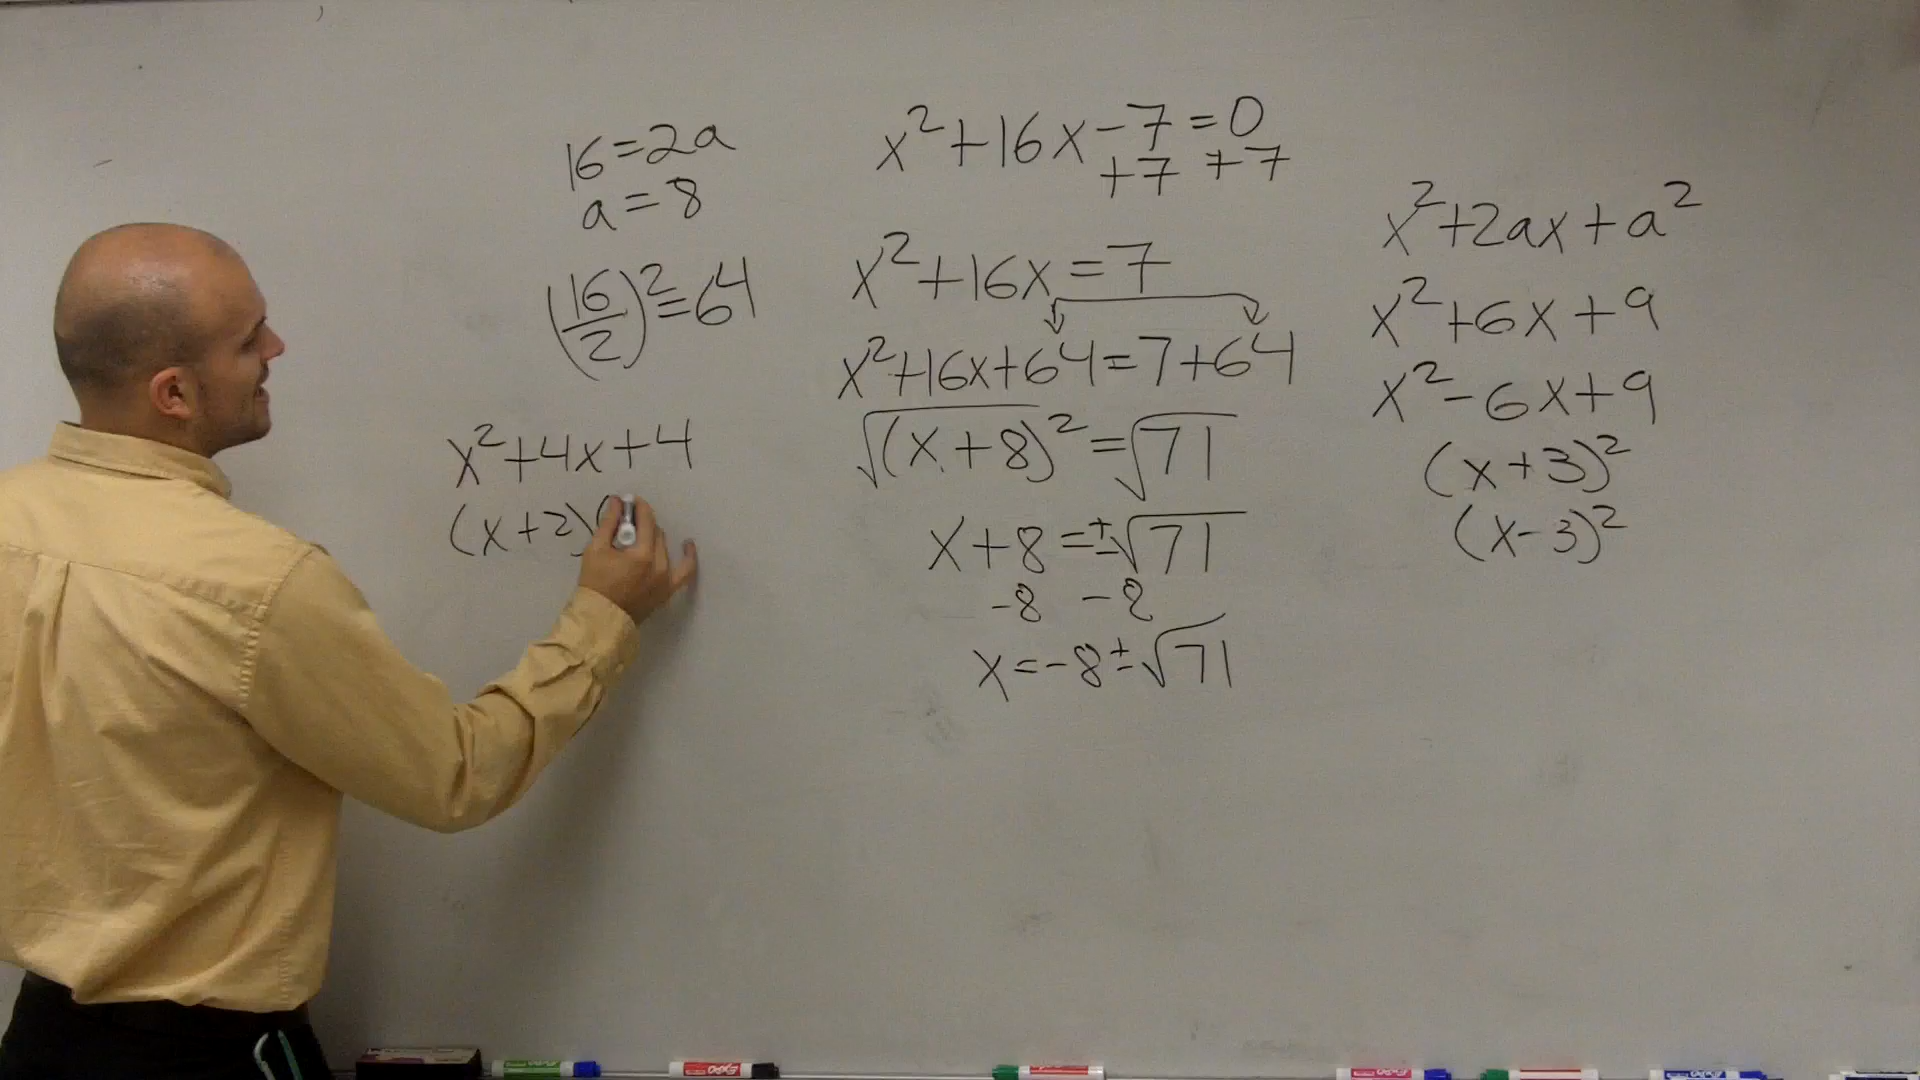 16=2a
a=8
(16/2)²=64
x²+4x+4
(x+2)(
x²+16x-7=0
+7 +7
x²+16x=7
x²+16x+64=7+64
√(x+8)²=√71
x+8=±√71
-8 -8
x=-8±√71
x²+2ax+a²
x²+6x+9
x²-6x+9
(x+3)²
(x-3)²
EXPO